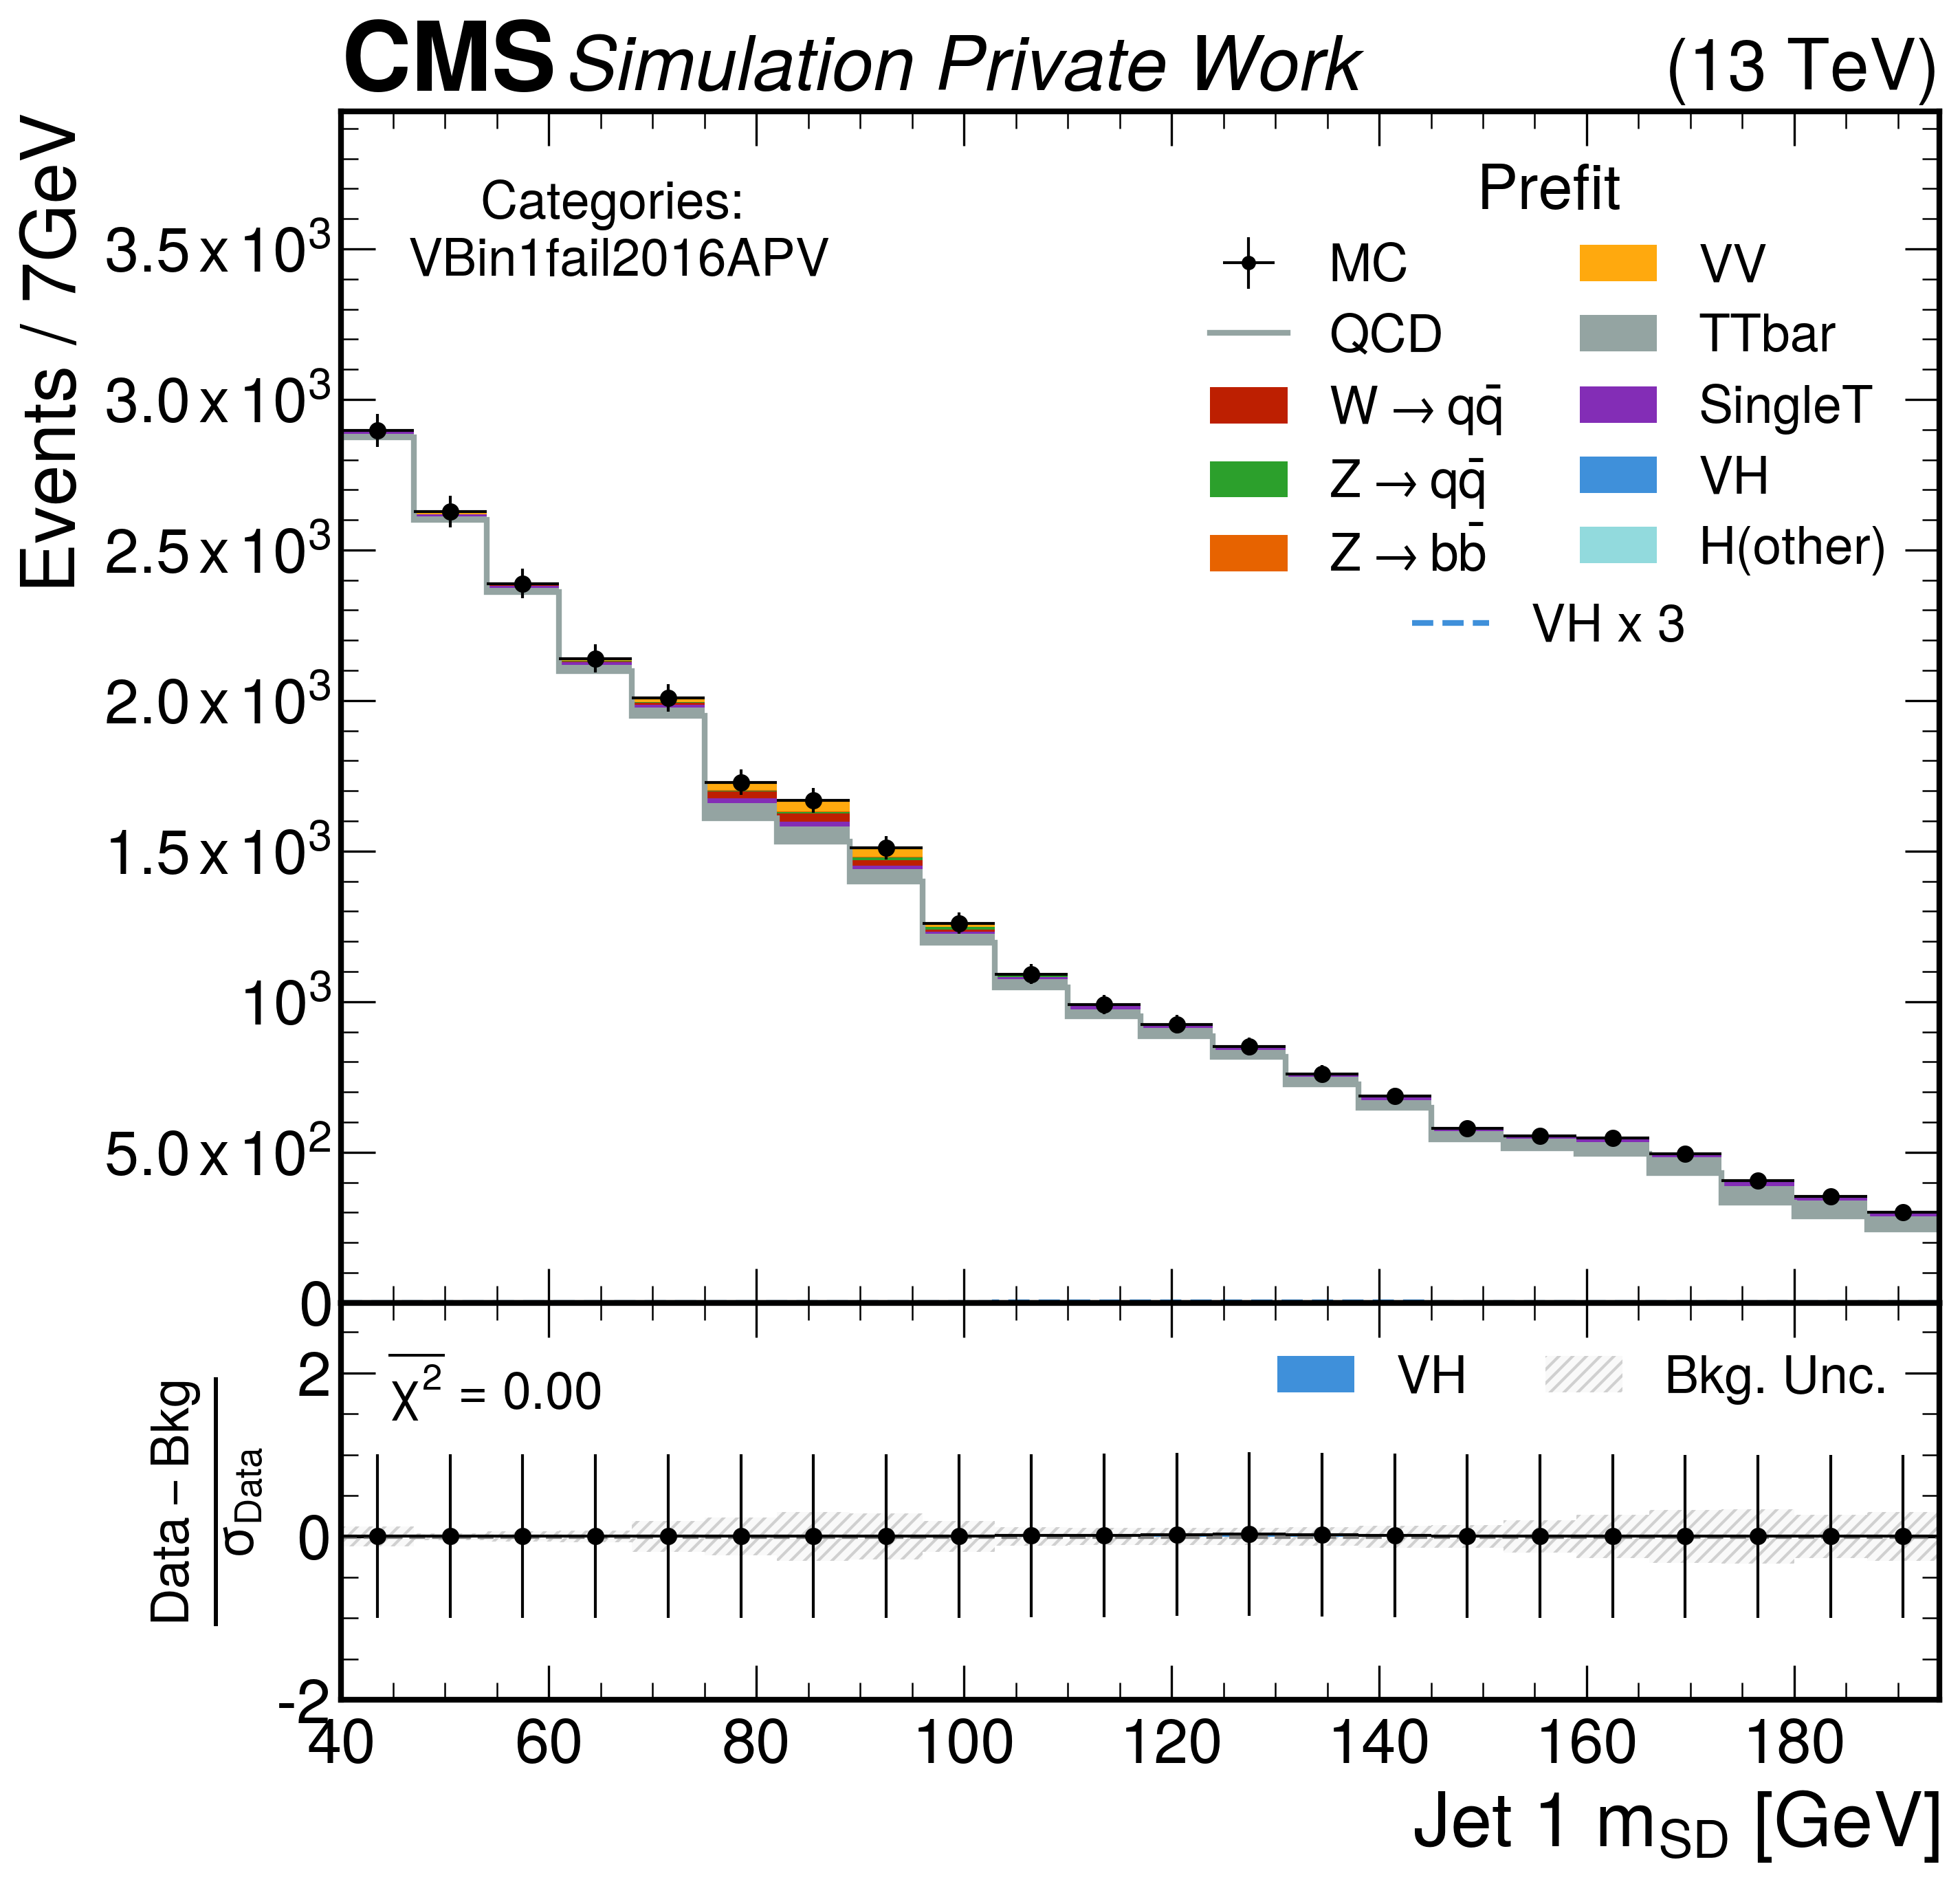 CMS Simulation Private Work (13 TeV)
Events / 7GeV
3.5 x 10³
3.0 x 10³
2.5 x 10³
2.0 x 10³
1.5 x 10³
10³
5.0 x 10²
0
Categories:
VBin1fail2016APV
Prefit
MC
QCD
W → qq̄
Z → qq̄
Z → bb̄
VV
TTbar
SingleT
VH
H(other)
VH x 3
Data – Bkg
σ_Data
2
0
-2
χ̅² = 0.00
VH
Bkg. Unc.
40 60 80 100 120 140 160 180
Jet 1 m_SD [GeV]